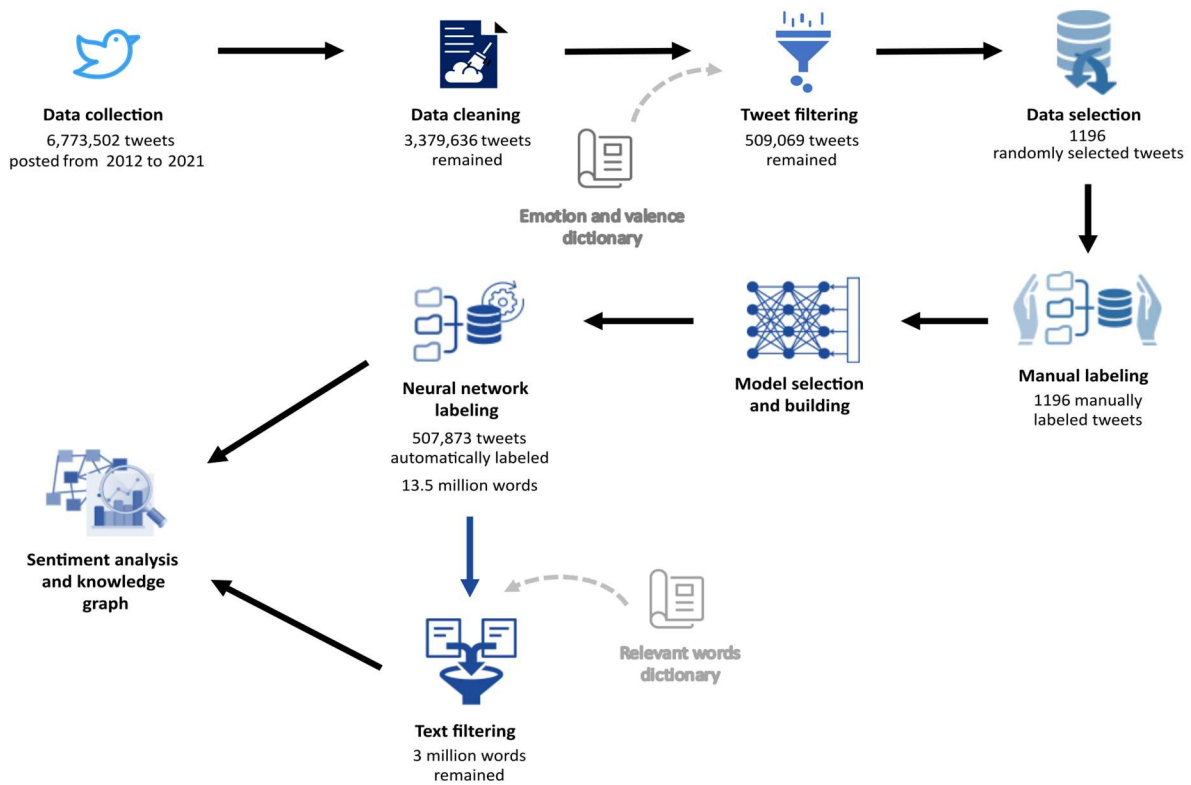 Data collection
6,773,502 tweets
posted from 2012 to 2021
Data cleaning
3,379,636 tweets
remained
Tweet filtering
509,069 tweets
remained
Data selection
1196
randomly selected tweets
Emotion and valence
dictionary
Manual labeling
1196 manually
labeled tweets
Model selection
and building
Neural network
labeling
507,873 tweets
automatically labeled
13.5 million words
Sentiment analysis
and knowledge
graph
Relevant words
dictionary
Text filtering
3 million words
remained